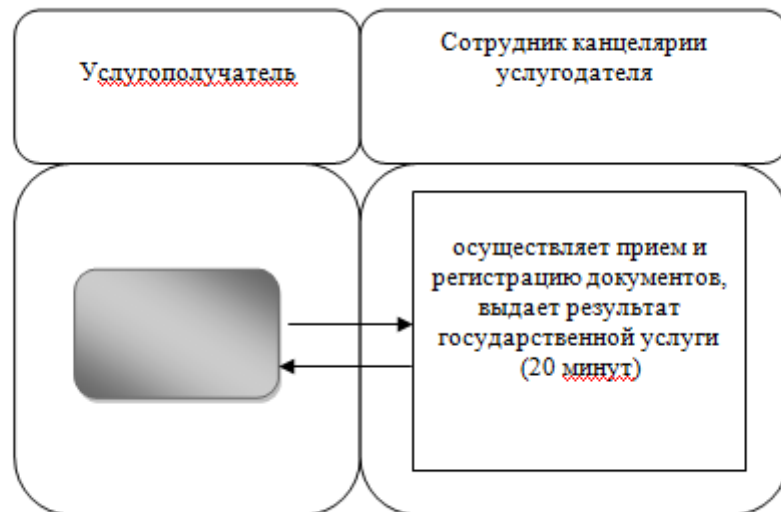 Услугополучатель
Сотрудник канцелярии
услугодателя
осуществляет прием и
регистрацию документов,
выдает результат
государственной услуги
(20 минут)